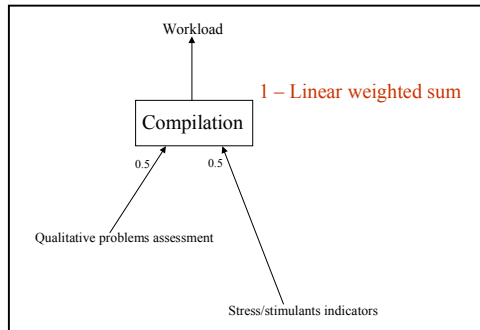 Workload
1 – Linear weighted sum
Compilation
0.5
0.5
Qualitative problems assessment
Stress/stimulants indicators